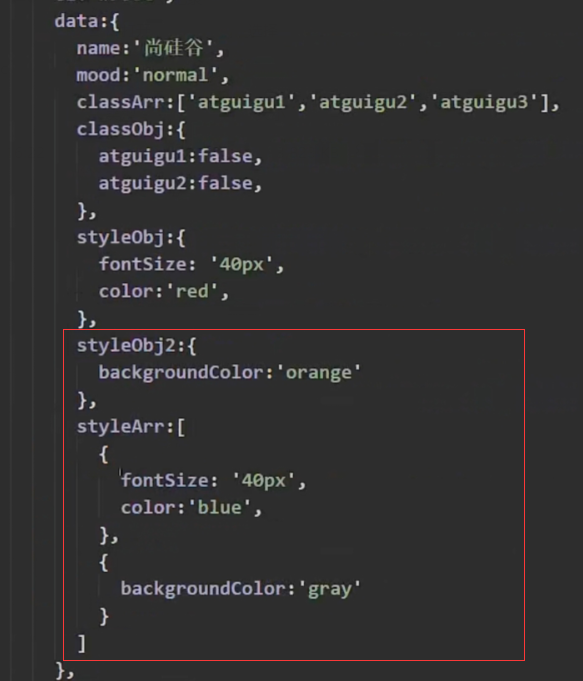 data:{
name:'尚硅谷',
mood:'normal',
classArr:['atguigu1','atguigu2','atguigu3'],
classObj:{
atguigu1:false,
atguigu2:false,
},
styleObj:{
fontSize: '40px',
color:'red',
},
styleObj2:{
backgroundColor:'orange'
},
styleArr:[
{
fontSize: '40px',
color:'blue',
},
{
backgroundColor:'gray'
}
]
},